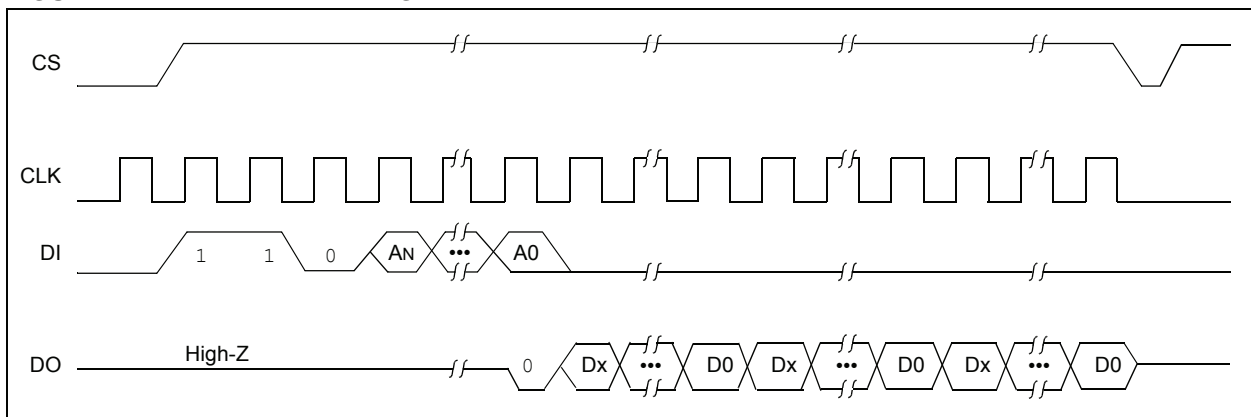 CS
CLK
DI 1 1 0 AN ••• A0
DO High-Z 0 Dx ••• D0 Dx ••• D0 Dx ••• D0